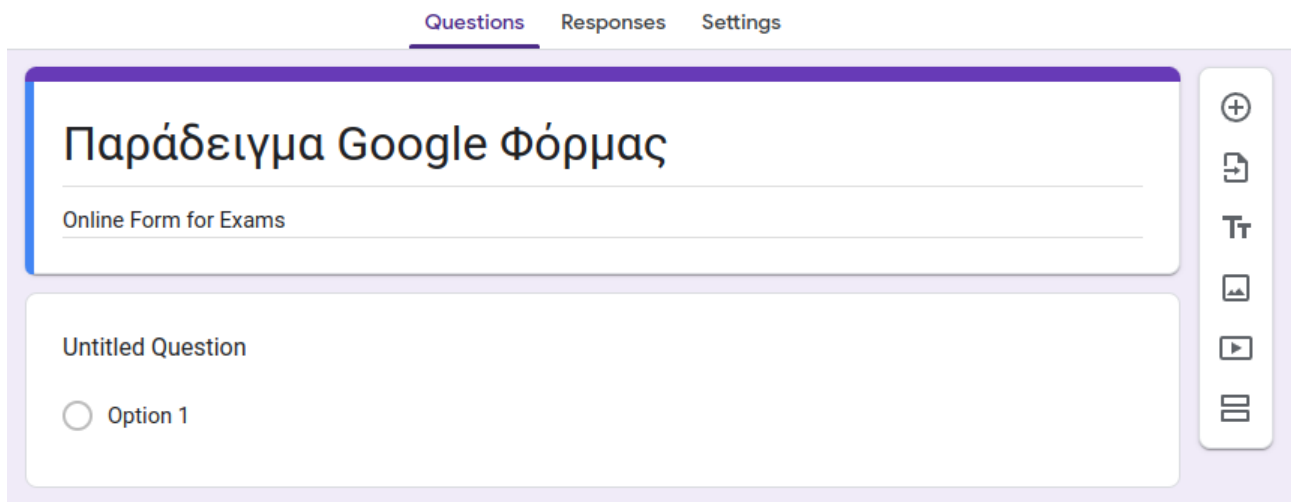 Questions Responses Settings
Παράδειγμα Google Φόρμας
Online Form for Exams
Untitled Question
Option 1